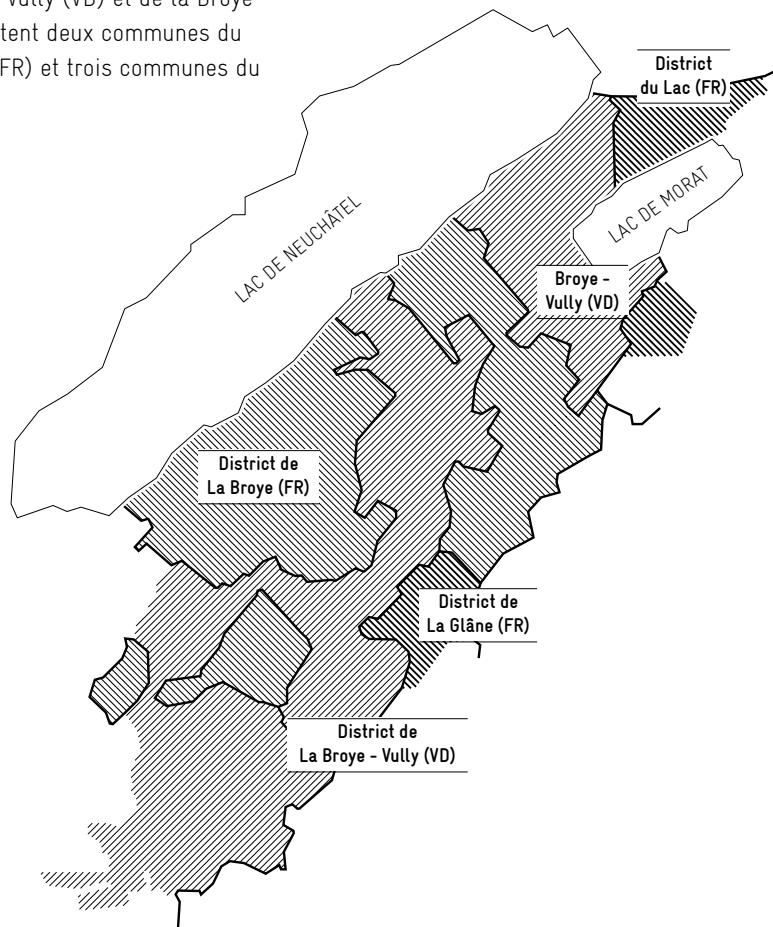 Vully (VD) et de la Broye
tent deux communes du
FR) et trois communes du
District
du Lac (FR)
LAC DE MORAT
LAC DE NEUCHÂTEL
Broye -
Vully (VD)
District de
La Broye (FR)
District de
La Glâne (FR)
District de
La Broye - Vully (VD)